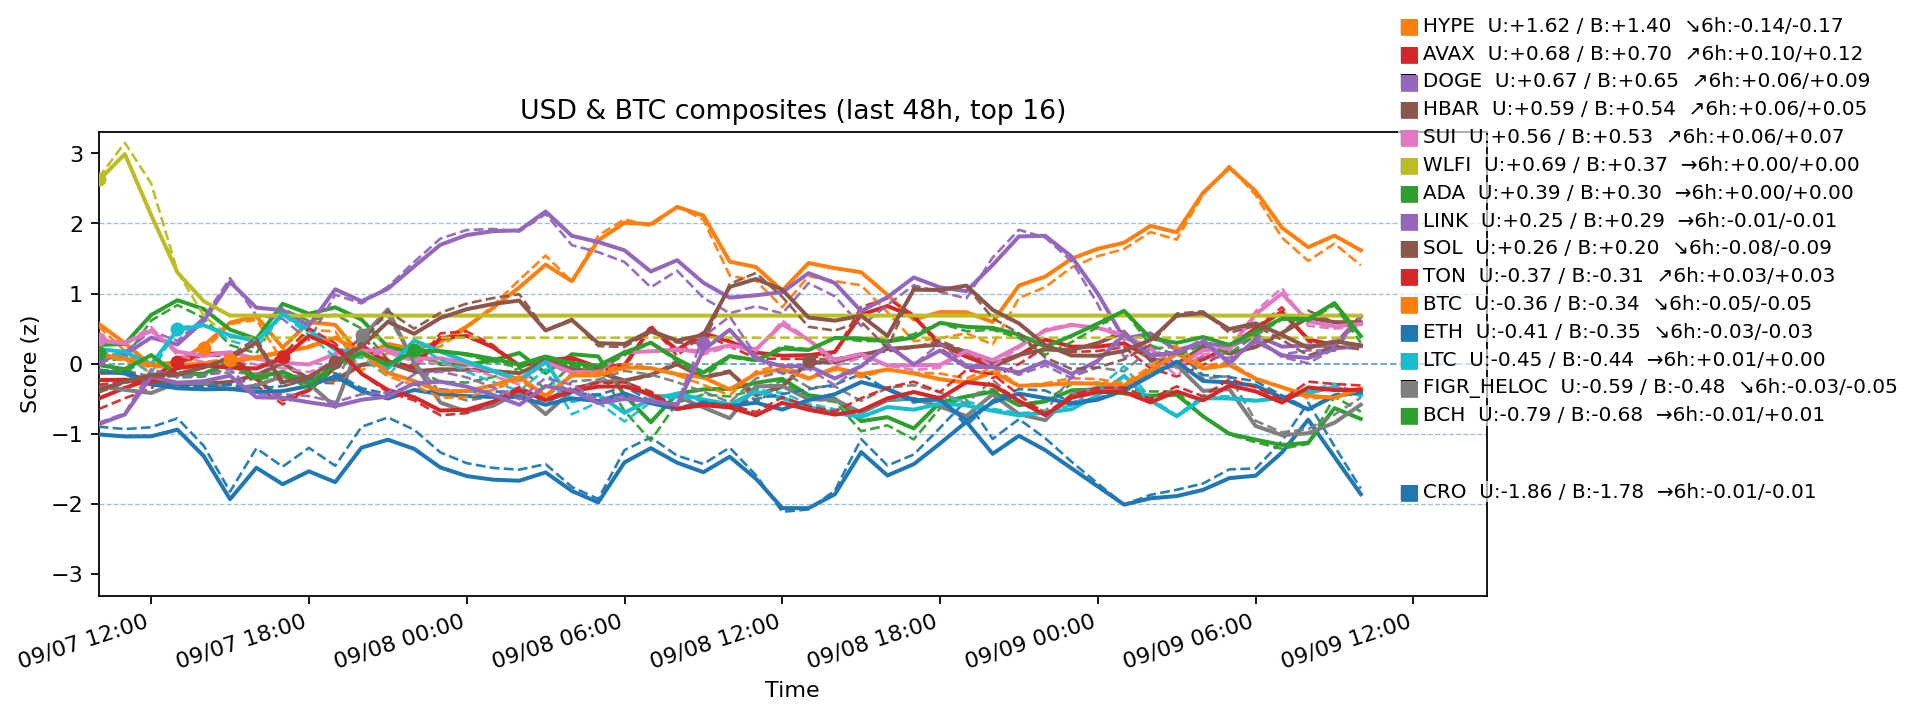 USD & BTC composites (last 48h, top 16)
HYPE U:+1.62 / B:+1.40 ↘6h:-0.14/-0.17
AVAX U:+0.68 / B:+0.70 ↗6h:+0.10/+0.12
DOGE U:+0.67 / B:+0.65 ↗6h:+0.06/+0.09
HBAR U:+0.59 / B:+0.54 ↗6h:+0.06/+0.05
SUI U:+0.56 / B:+0.53 ↗6h:+0.06/+0.07
WLFI U:+0.69 / B:+0.37 →6h:+0.00/+0.00
ADA U:+0.39 / B:+0.30 →6h:+0.00/+0.00
LINK U:+0.25 / B:+0.29 →6h:-0.01/-0.01
SOL U:+0.26 / B:+0.20 ↘6h:-0.08/-0.09
TON U:-0.37 / B:-0.31 ↗6h:+0.03/+0.03
BTC U:-0.36 / B:-0.34 ↘6h:-0.05/-0.05
ETH U:-0.41 / B:-0.35 ↘6h:-0.03/-0.03
LTC U:-0.45 / B:-0.44 →6h:+0.01/+0.00
FIGR_HELOC U:-0.59 / B:-0.48 ↘6h:-0.03/-0.05
BCH U:-0.79 / B:-0.68 →6h:-0.01/+0.01
CRO U:-1.86 / B:-1.78 →6h:-0.01/-0.01
Score (z)
3
2
1
0
−1
−2
−3
09/07 12:00
09/07 18:00
09/08 00:00
09/08 06:00
09/08 12:00
09/08 18:00
09/09 00:00
09/09 06:00
09/09 12:00
Time